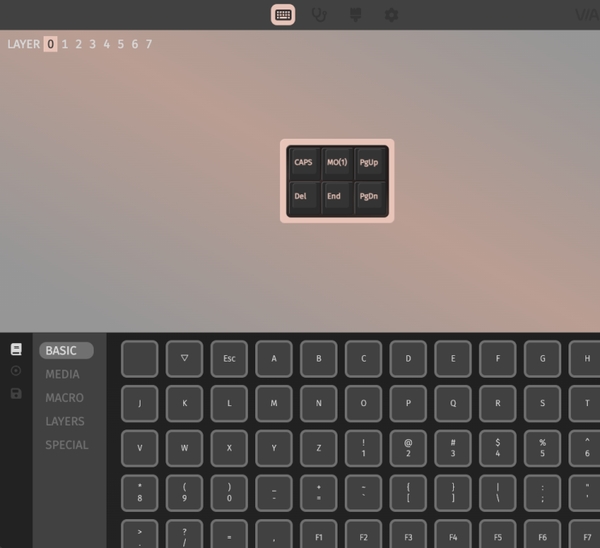 VIA
LAYER 0 1 2 3 4 5 6 7
CAPS MO(1) PgUp
Del End PgDn
BASIC
MEDIA
MACRO
LAYERS
SPECIAL
▽ Esc A B C D E F G H
J K L M N O P Q R S T
V W X Y Z ! @ # $ % ^
1 2 3 4 5 6
* ( ) _ + ~ { } | : "
8 9 0 - = ` [ ] \ ; '
> ? = , F1 F2 F3 F4 F5 F6 F7
. /